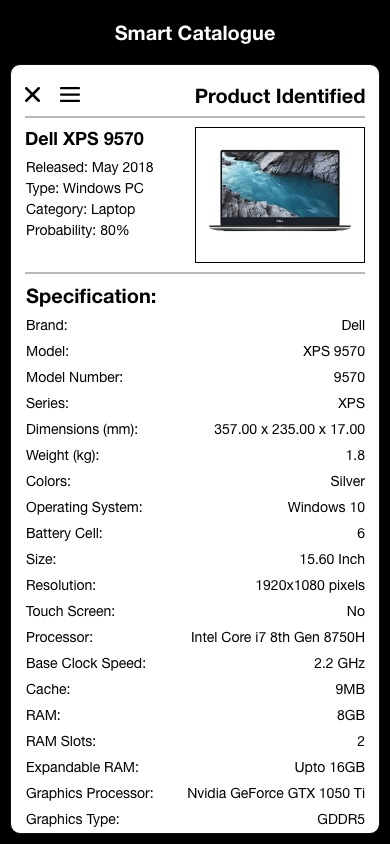 Smart Catalogue
Product Identified
Dell XPS 9570
Released: May 2018
Type: Windows PC
Category: Laptop
Probability: 80%
DELL
Specification:
Brand: Dell
Model: XPS 9570
Model Number: 9570
Series: XPS
Dimensions (mm): 357.00 x 235.00 x 17.00
Weight (kg): 1.8
Colors: Silver
Operating System: Windows 10
Battery Cell: 6
Size: 15.60 Inch
Resolution: 1920x1080 pixels
Touch Screen: No
Processor: Intel Core i7 8th Gen 8750H
Base Clock Speed: 2.2 GHz
Cache: 9MB
RAM: 8GB
RAM Slots: 2
Expandable RAM: Upto 16GB
Graphics Processor: Nvidia GeForce GTX 1050 Ti
Graphics Type: GDDR5